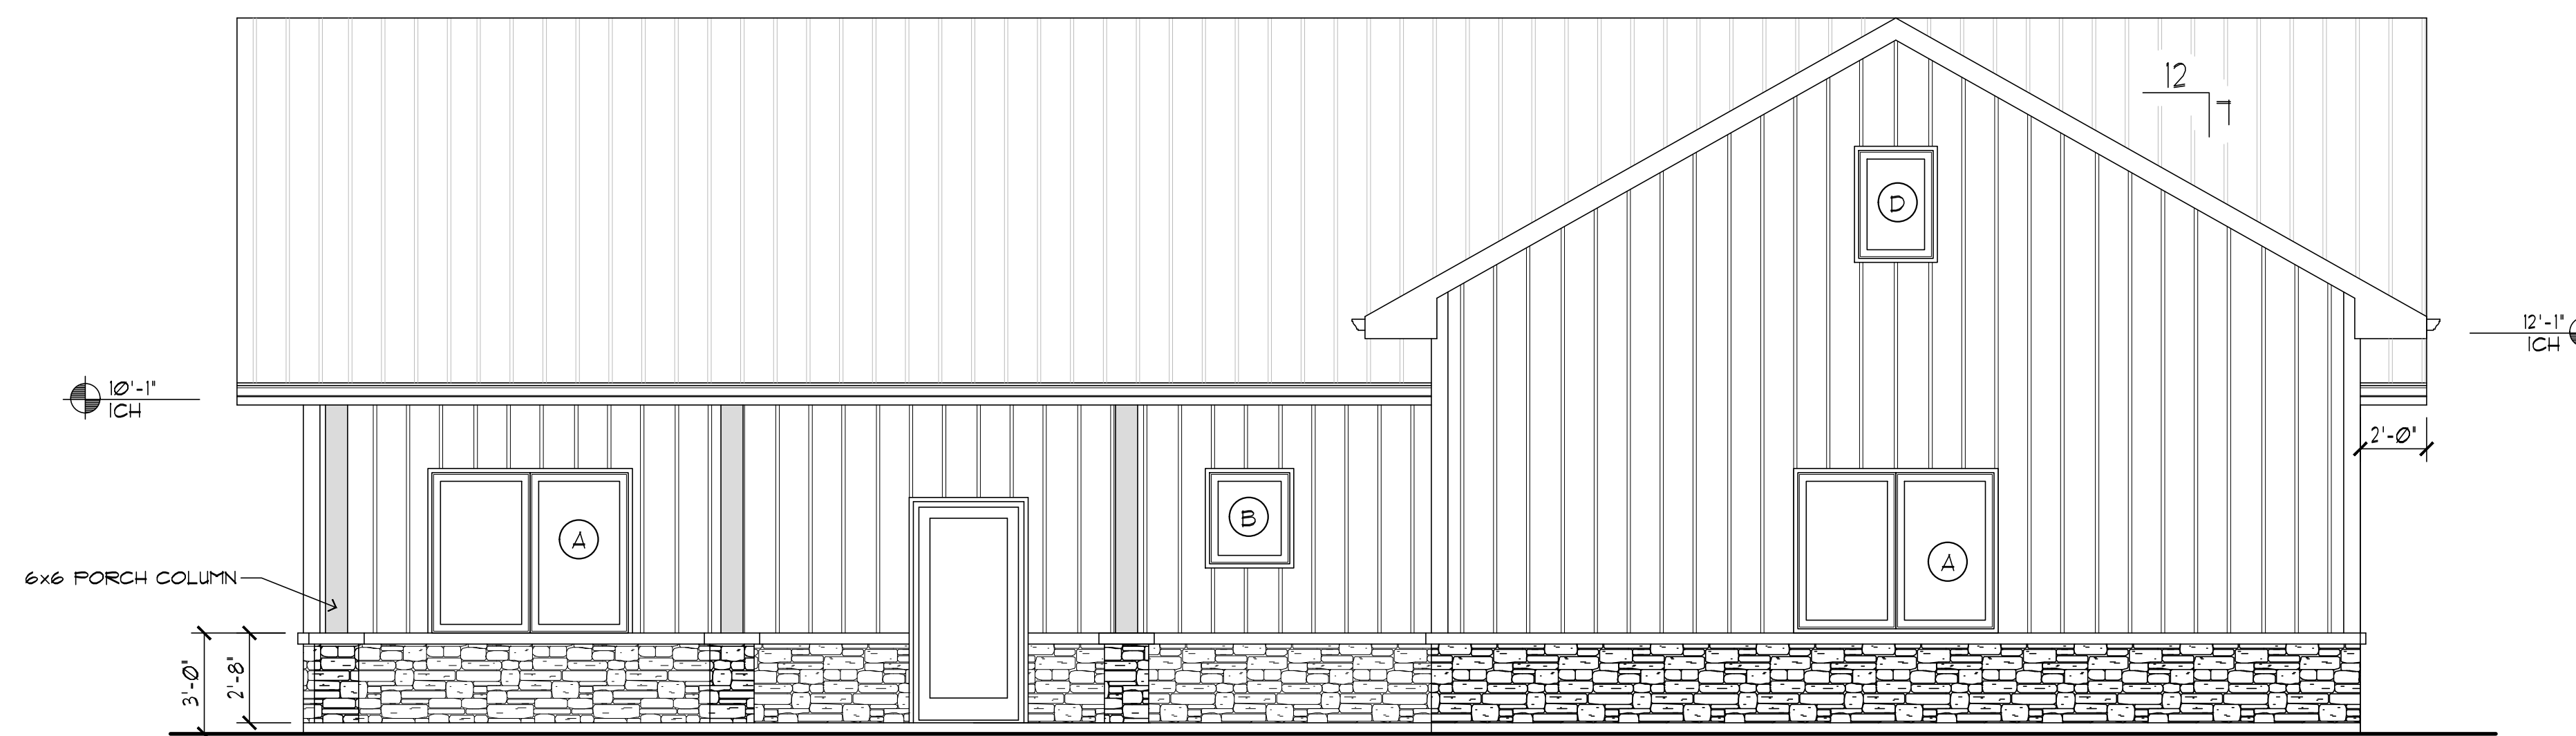 12
7
D
12'-1"
ICH
10'-1"
ICH
2'-0"
A
B
A
6x6 PORCH COLUMN
3'-0"
2'-8"